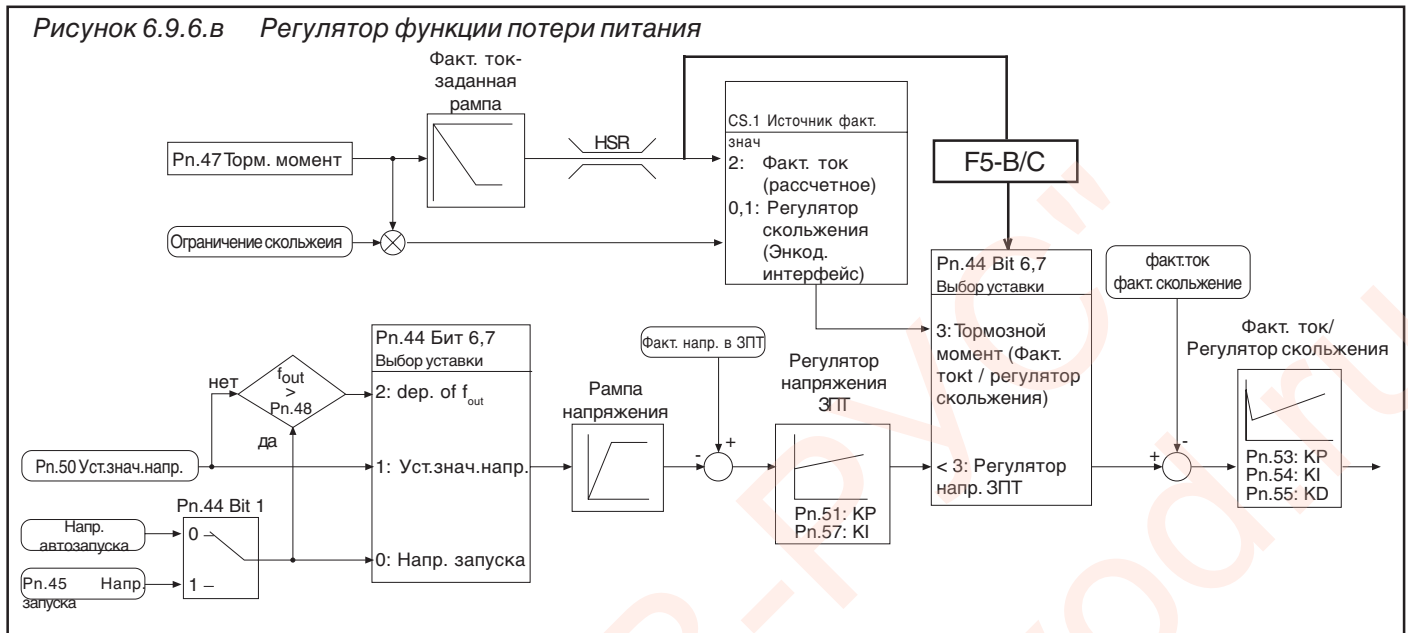 Рисунок 6.9.6.в Регулятор функции потери питания
Факт. ток-
заданная
рампа
Pn.47 Торм. момент
HSR
CS.1 Источник факт.
знач
2: Факт. ток
(рассчетное)
0,1: Регулятор
скольжения
(Энкод.
интерфейс)
F5-B/C
Ограничение скольжеия
Pn.44 Bit 6,7
Выбор уставки
3: Тормозной
момент (Факт.
токt / регулятор
скольжения)
< 3: Регулятор
напр. ЗПТ
факт.ток
факт. скольжение
-
+
Факт. ток/
Регулятор скольжения
Pn.53: KP
Pn.54: KI
Pn.55: KD
нет
fout
>
Pn.48
да
Pn.44 Бит 6,7
Выбор уставки
2: dep. of fout
1: Уст.знач.напр.
0: Напр. запуска
Рампа
напряжения
Факт. напр. в ЗПТ
+
-
Регулятор
напряжения
ЗПТ
Pn.51: KP
Pn.57: KI
Pn.50 Уст.знач.напр.
Pn.44 Bit 1
Напр.
автозапуска
0 –
Pn.45 Напр.
запуска
1 –
-РУС"
od.ru